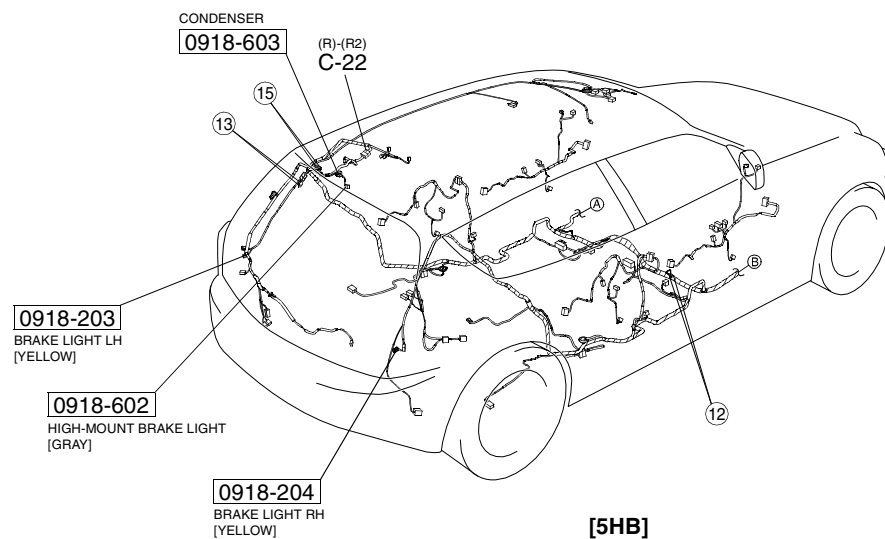 CONDENSER
0918-603
(R)-(R2)
C-22
15
13
A
B
0918-203
BRAKE LIGHT LH
[YELLOW]
0918-602
HIGH-MOUNT BRAKE LIGHT
[GRAY]
12
0918-204
BRAKE LIGHT RH
[YELLOW]
[5HB]